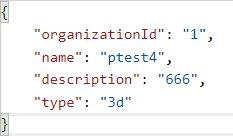 {
"organizationId": "1",
"name": "ptest4",
"description": "666",
"type": "3d"
}